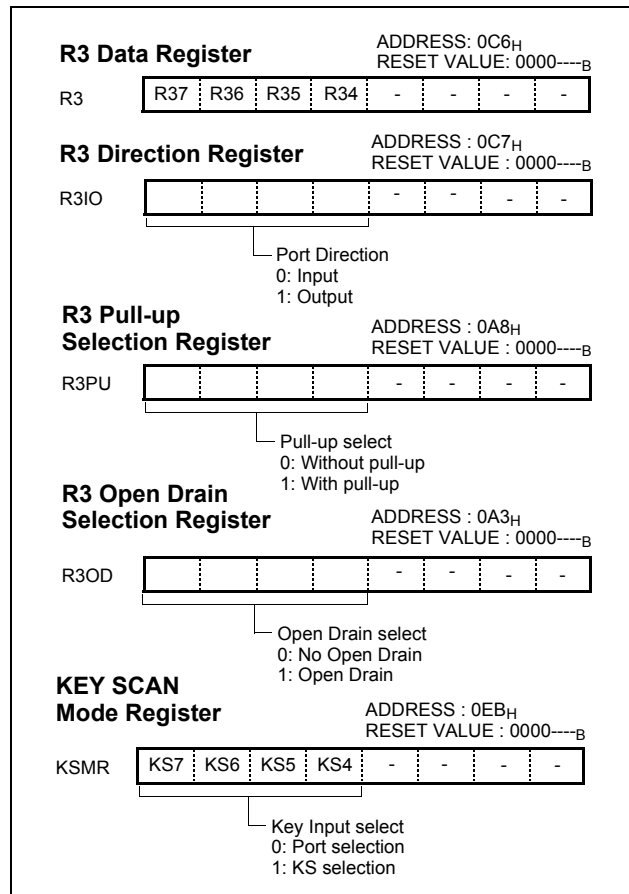 R3 Data Register
ADDRESS: 0C6H
RESET VALUE: 0000----B
R3 R37 R36 R35 R34 - - - -
R3 Direction Register
ADDRESS : 0C7H
RESET VALUE : 0000----B
R3IO - - - -
Port Direction
0: Input
1: Output
R3 Pull-up
Selection Register
ADDRESS : 0A8H
RESET VALUE : 0000----B
R3PU - - - -
Pull-up select
0: Without pull-up
1: With pull-up
R3 Open Drain
Selection Register
ADDRESS : 0A3H
RESET VALUE : 0000----B
R3OD - - - -
Open Drain select
0: No Open Drain
1: Open Drain
KEY SCAN
Mode Register
ADDRESS : 0EBH
RESET VALUE : 0000----B
KSMR KS7 KS6 KS5 KS4 - - - -
Key Input select
0: Port selection
1: KS selection